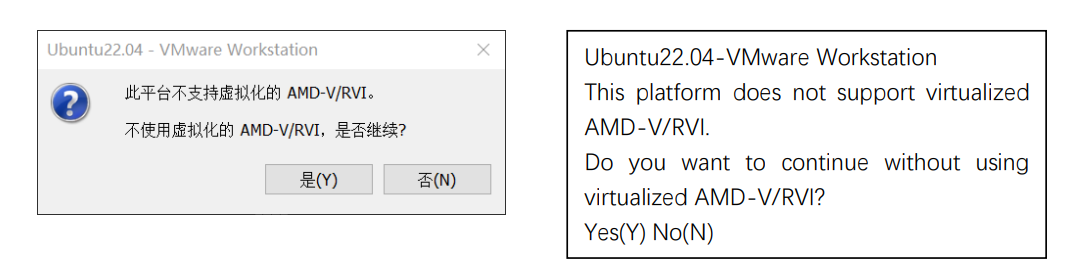 Ubuntu22.04 - VMware Workstation
此平台不支持虚拟化的 AMD-V/RVI。
不使用虚拟化的 AMD-V/RVI，是否继续?
是(Y) 否(N)
Ubuntu22.04-VMware Workstation
This platform does not support virtualized
AMD-V/RVI.
Do you want to continue without using
virtualized AMD-V/RVI?
Yes(Y) No(N)